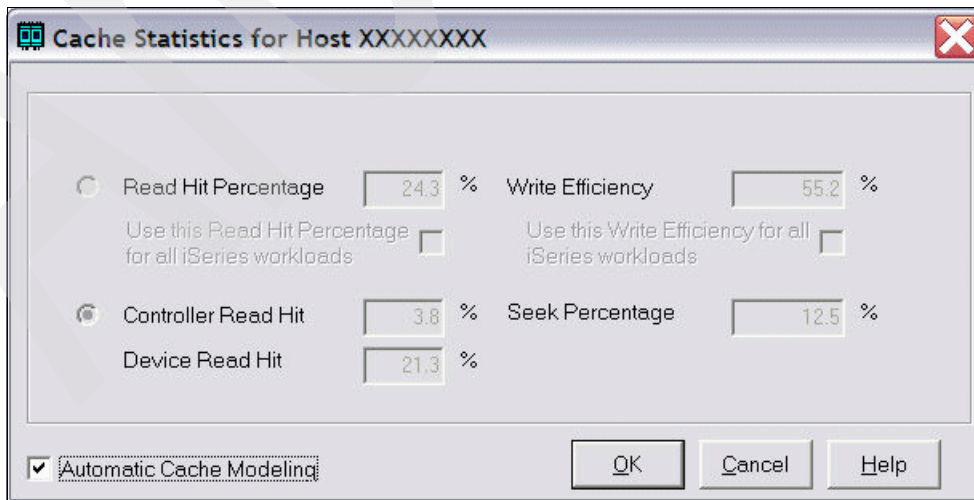 Cache Statistics for Host XXXXXXXX
Read Hit Percentage 24.3 % Write Efficiency 55.2 %
Use this Read Hit Percentage
for all iSeries workloads
Use this Write Efficiency for all
iSeries workloads
Controller Read Hit 3.8 % Seek Percentage 12.5 %
Device Read Hit 21.3 %
Automatic Cache Modeling OK Cancel Help